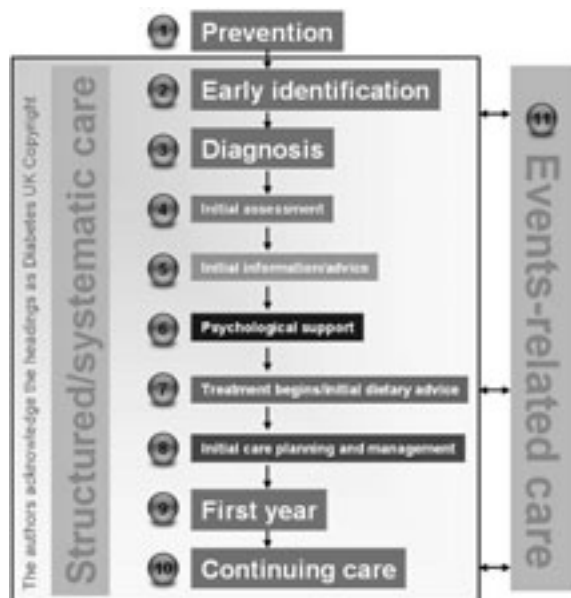 1 Prevention
The authors acknowledge the headings as Diabetes UK Copyright
Structured/systematic care
2 Early identification
3 Diagnosis
4 Initial assessment
5 Initial information/advice
6 Psychological support
7 Treatment begins/initial dietary advice
8 Initial care planning and management
9 First year
10 Continuing care
11 Events-related care